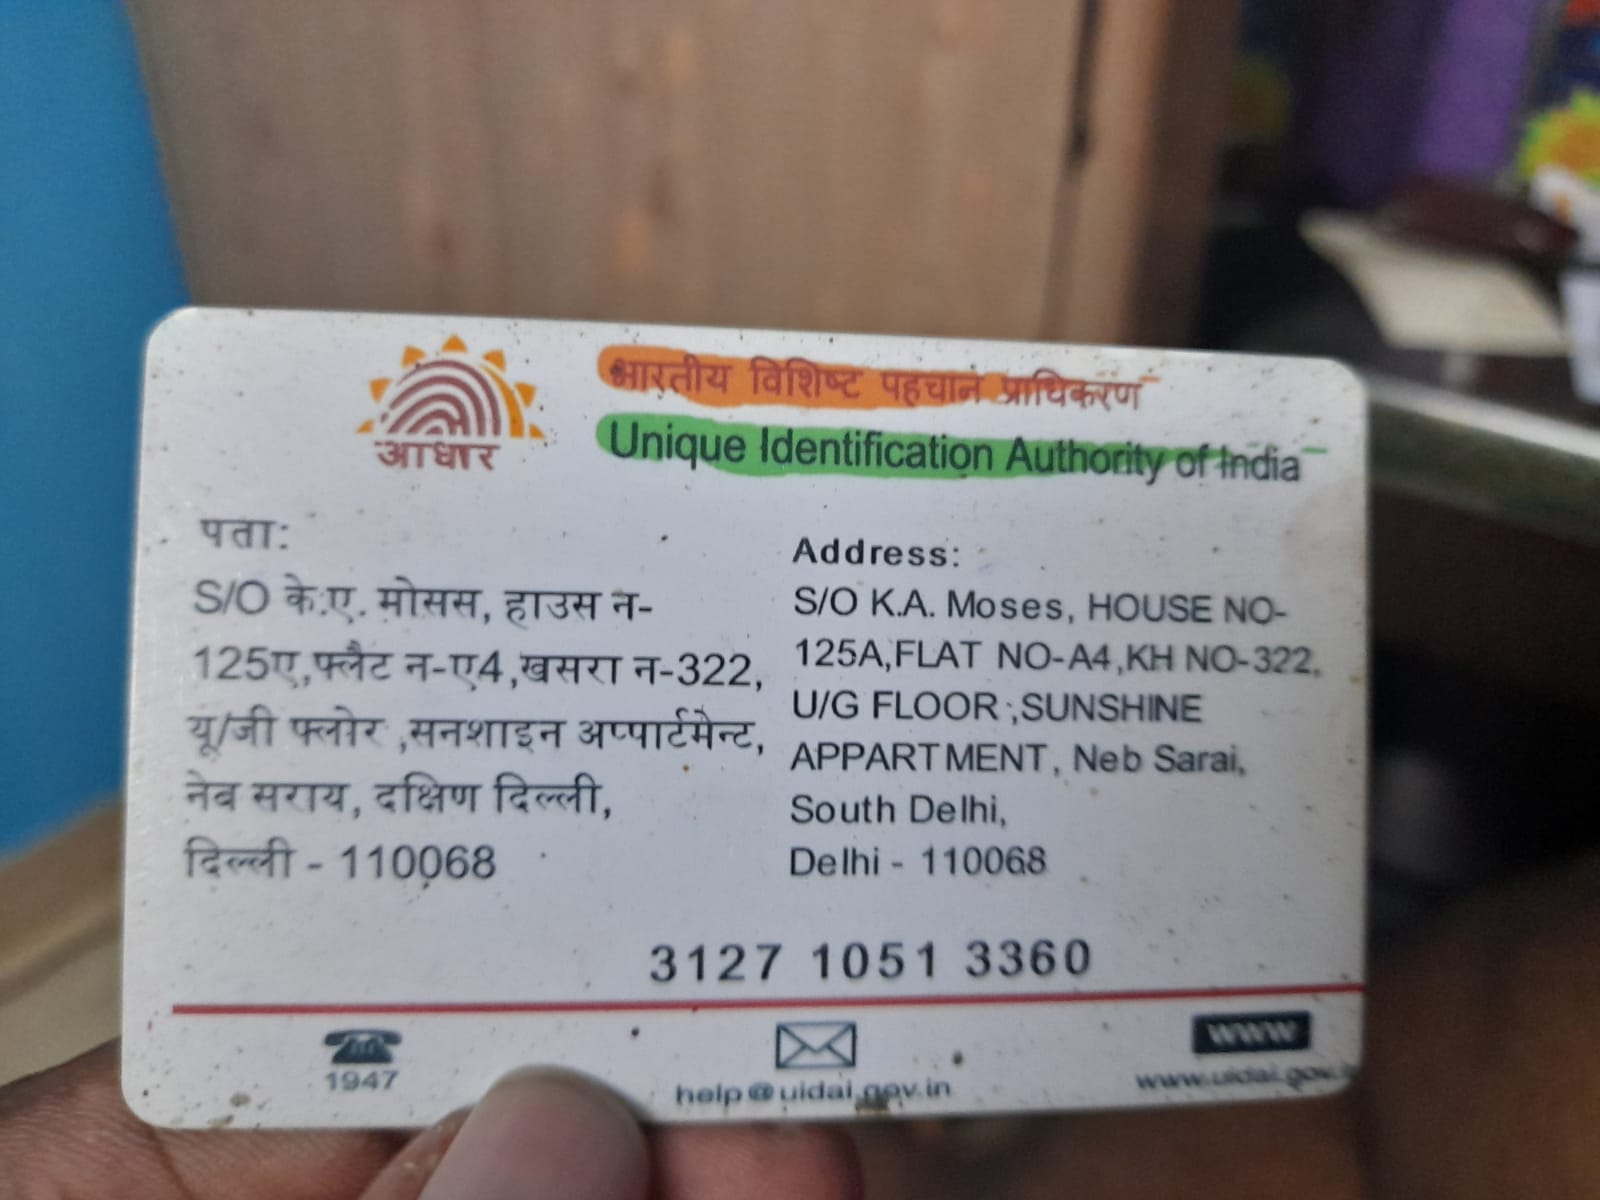 आधार
भारतीय विशिष्ट पहचान प्राधिकरण
Unique Identification Authority of India
पता:
S/O के.ए. मोसस, हाउस न-
125ए,फ्लैट न-ए4,खसरा न-322,
यू/जी फ्लोर ,सनशाइन अप्पार्टमेन्ट,
नेब सराय, दक्षिण दिल्ली,
दिल्ली - 110068
Address:
S/O K.A. Moses, HOUSE NO-
125A,FLAT NO-A4,KH NO-322,
U/G FLOOR ,SUNSHINE
APPARTMENT, Neb Sarai,
South Delhi,
Delhi - 110068
3127 1051 3360
1947
help@uidai.gov.in
www
www.uidai.gov.i